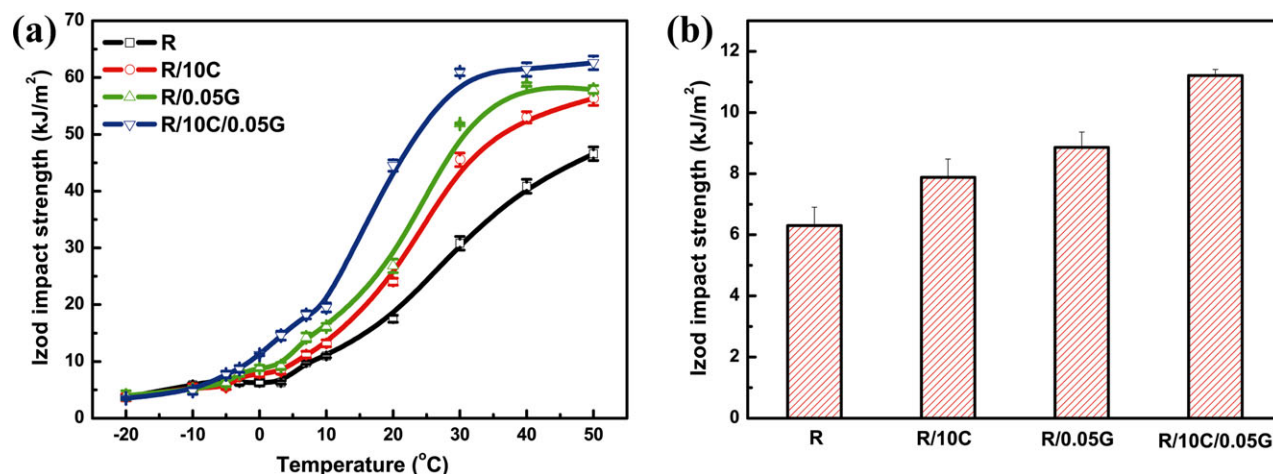 (a)
Izod impact strength (kJ/m²)
70
60
50
40
30
20
10
0
R
R/10C
R/0.05G
R/10C/0.05G
-20 -10 0 10 20 30 40 50
Temperature (°C)
(b)
Izod impact strength (kJ/m²)
12
10
8
6
4
2
0
R R/10C R/0.05G R/10C/0.05G